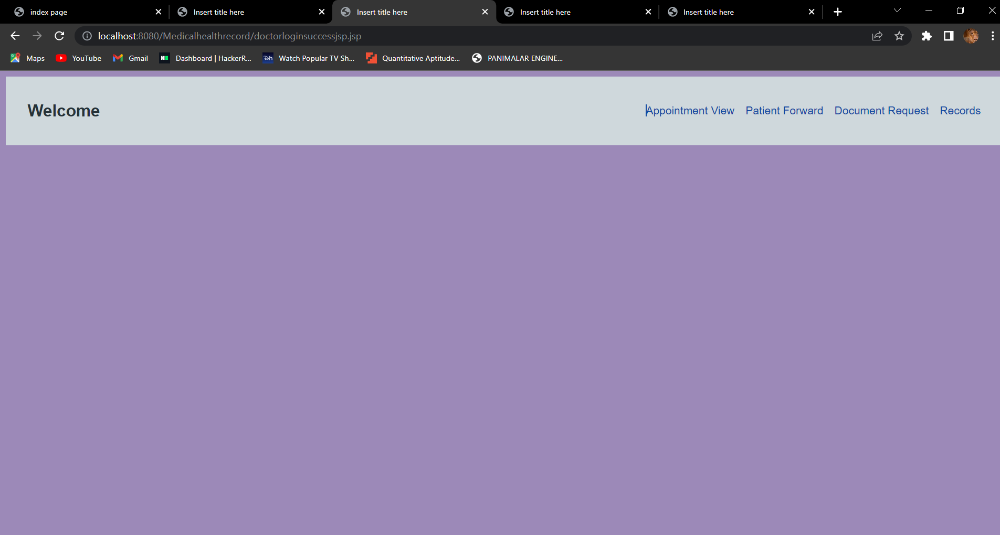 index page
Insert title here
Insert title here
Insert title here
Insert title here
localhost:8080/Medicalhealthrecord/doctorloginsuccessjsp.jsp
Maps
YouTube
Gmail
Dashboard | HackerR...
Watch Popular TV Sh...
Quantitative Aptitude...
PANIMALAR ENGINE...
Welcome
Appointment View Patient Forward Document Request Records